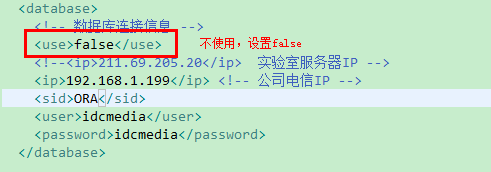 <database>
<!-- 数据库连接信息 -->
<use>false</use> 不使用，设置false
<!--<ip>211.69.205.20</ip> 实验室服务器IP -->
<ip>192.168.1.199</ip> <!-- 公司电信IP -->
<sid>ORA</sid>
<user>idcmedia</user>
<password>idcmedia</password>
</database>